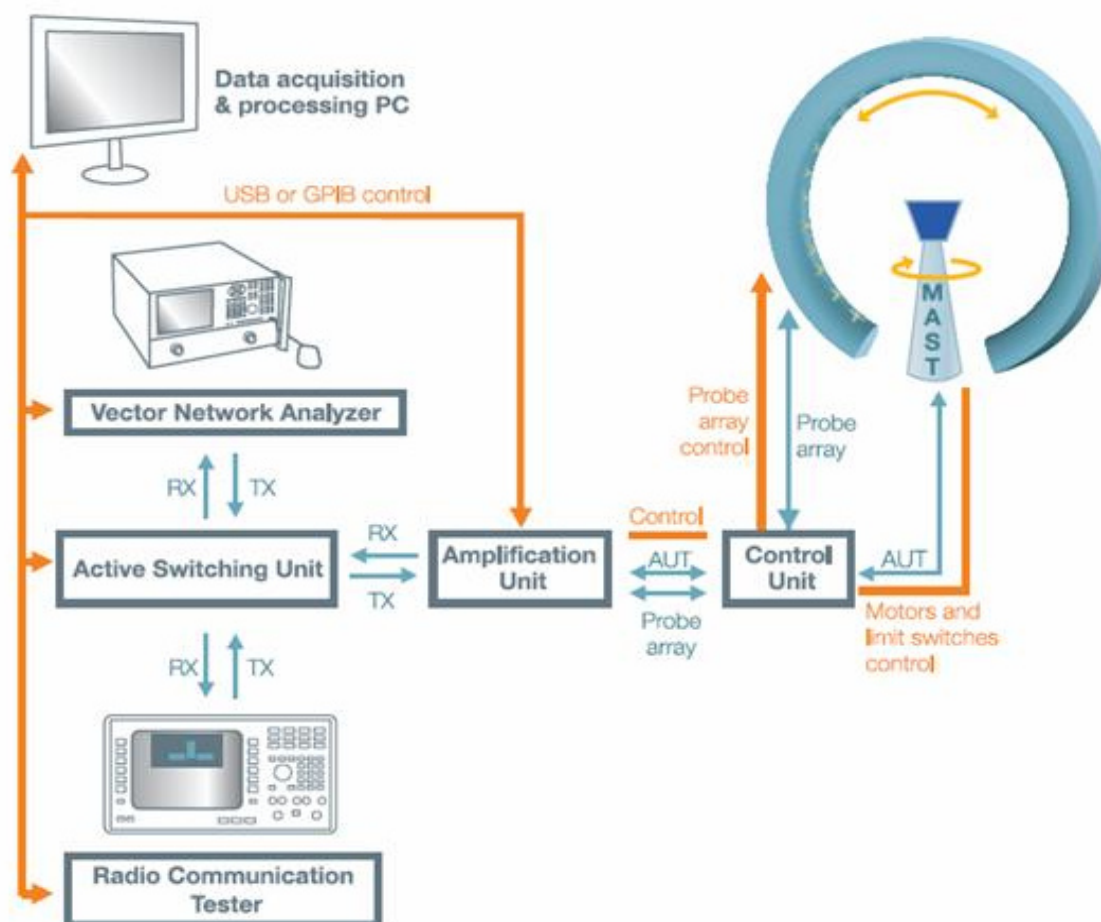 Data acquisition
& processing PC
USB or GPIB control
Vector Network Analyzer
RX
TX
Active Switching Unit
RX
TX
Amplification
Unit
Control
AUT
Probe
array
Control
Unit
Probe
array
control
Probe
array
MAST
AUT
Motors and
limit switches
control
RX
TX
Radio Communication
Tester